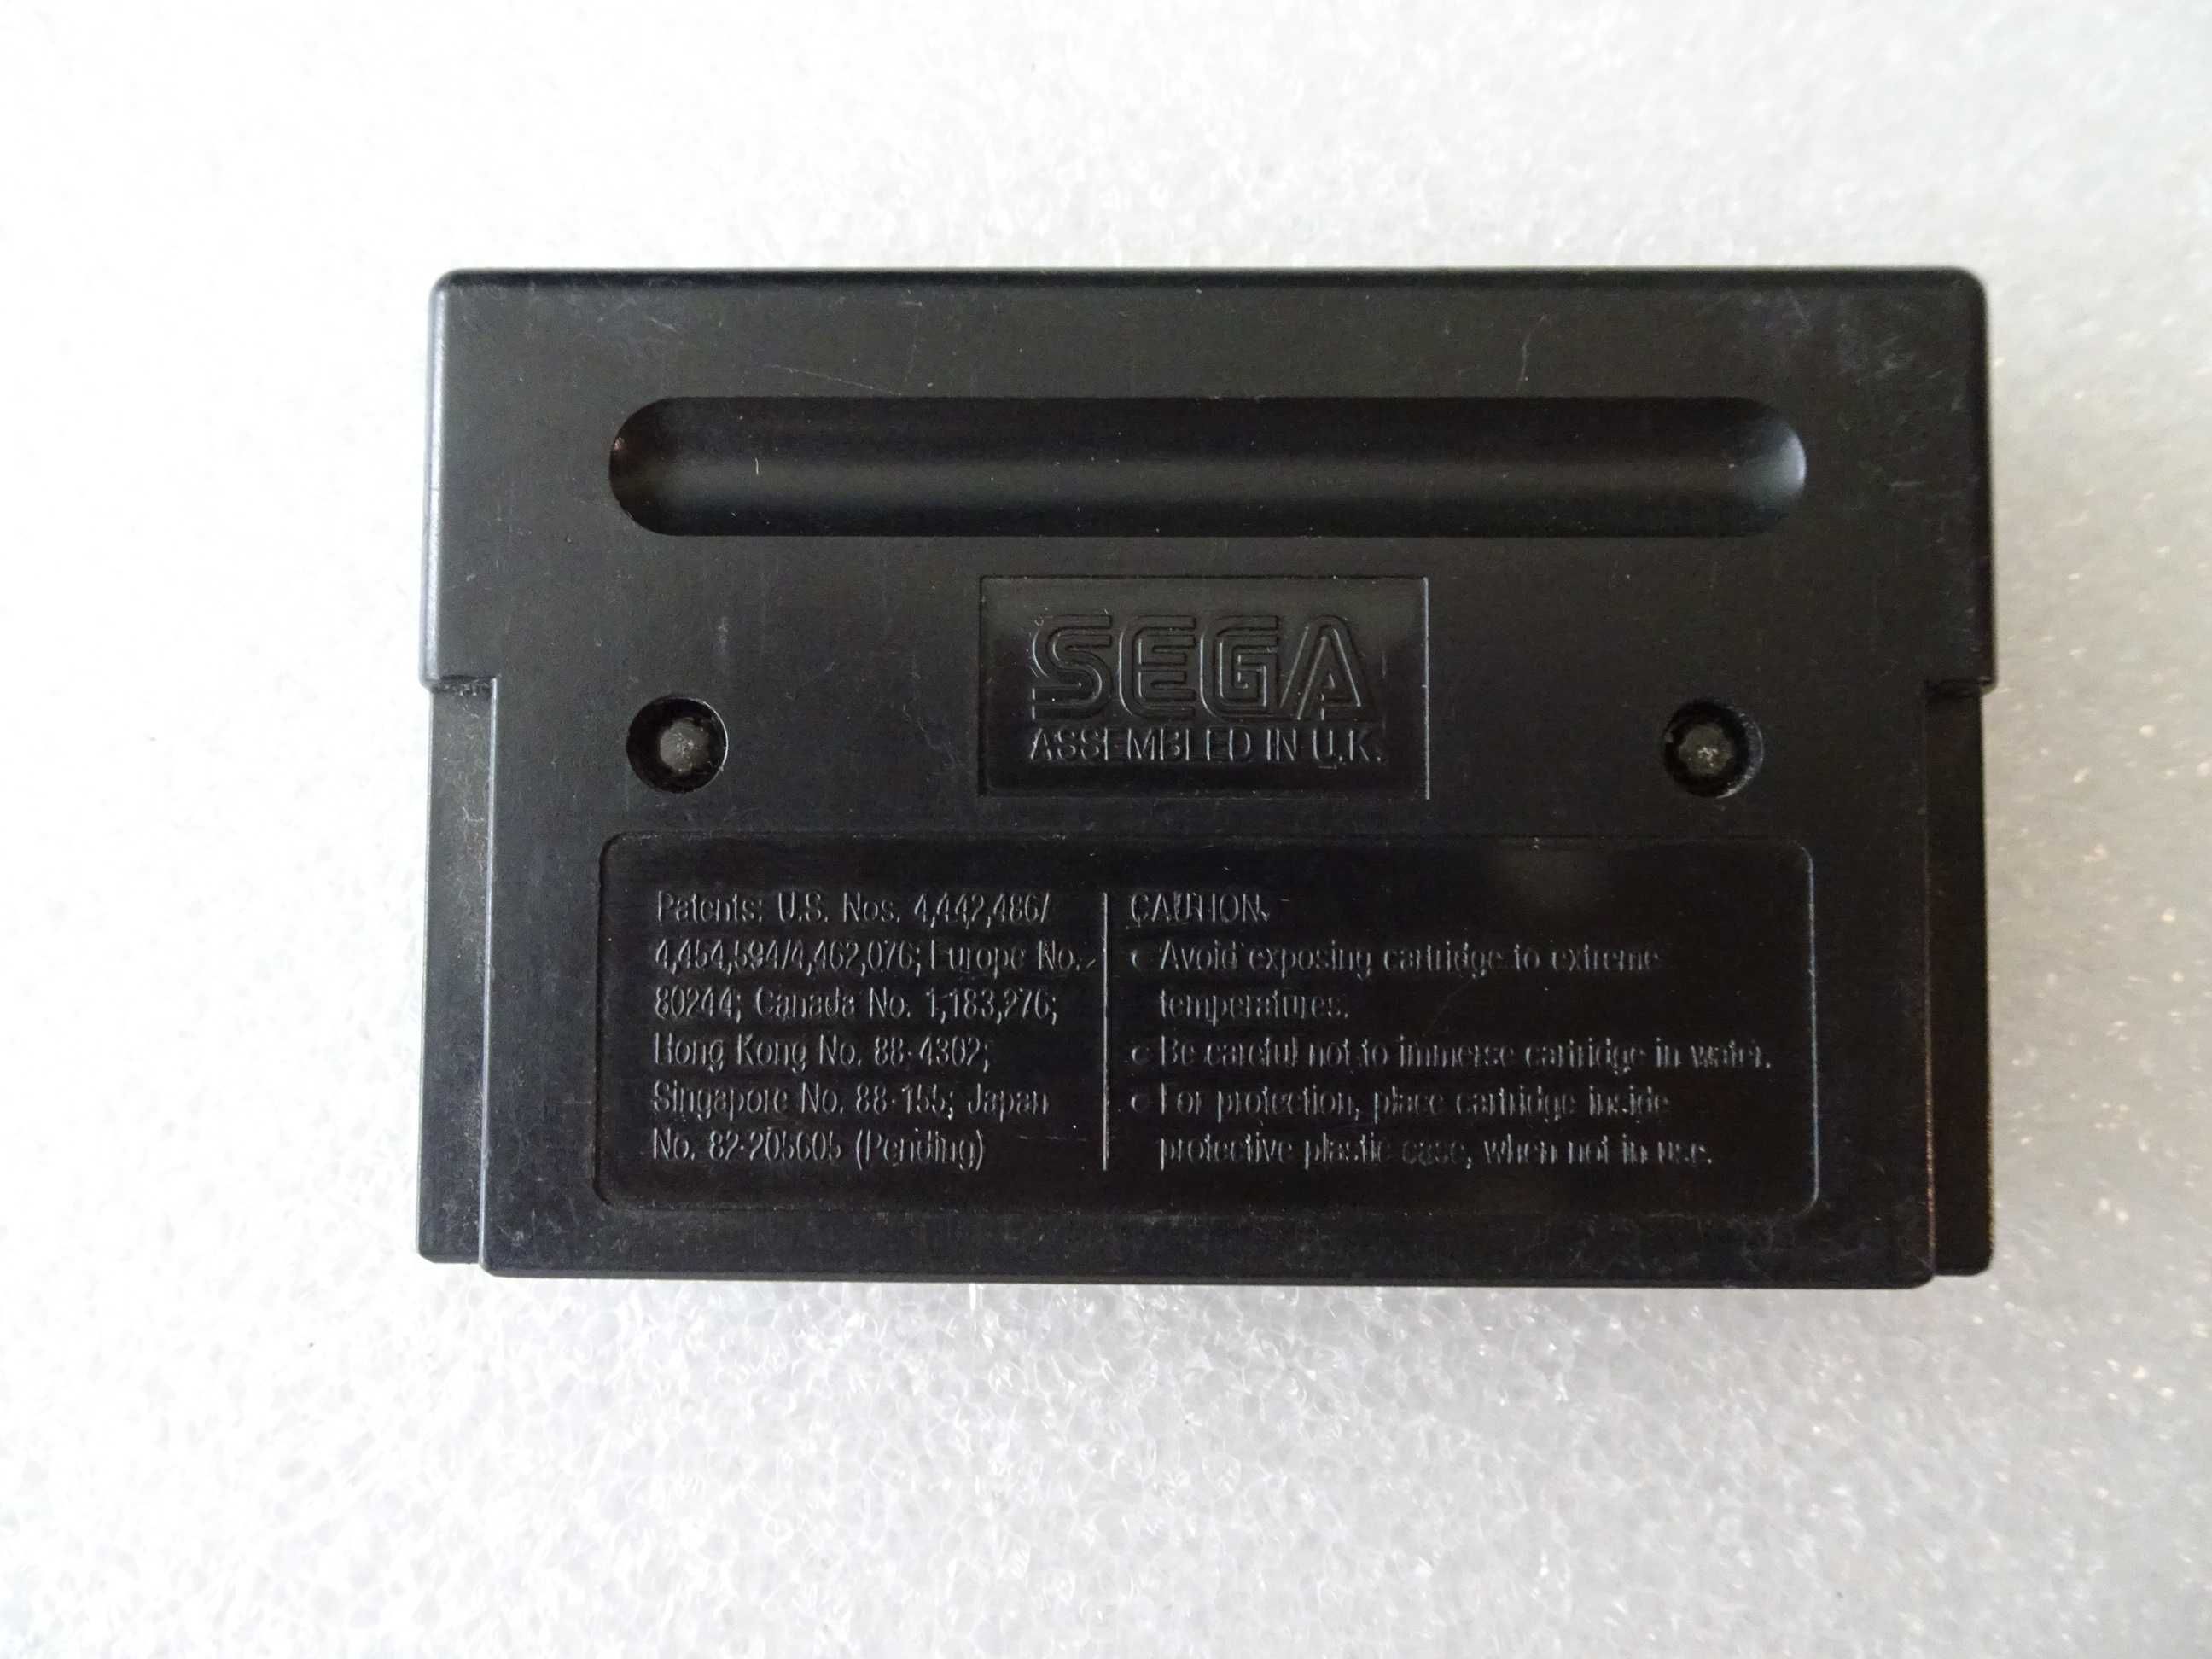 SEGA
ASSEMBLED IN U.K.
Patents: U.S. Nos. 4,442,486/
4,454,594/4,462,076; Europe No.
80244; Canada No. 1,183,276;
Hong Kong No. 88-4302;
Singapore No. 88-155; Japan
No. 82-205605 (Pending)
CAUTION.
• Avoid exposing cartridge to extreme
temperatures.
• Be careful not to immerse cartridge in water.
• For protection, place cartridge inside
protective plastic case, when not in use.